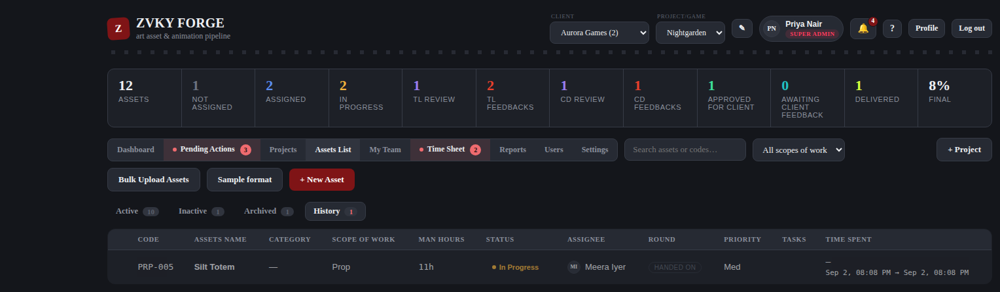 Z
ZVKY FORGE
art asset & animation pipeline
CLIENT
Aurora Games (2)
PROJECT/GAME
Nightgarden
PN
Priya Nair
SUPER ADMIN
4
?
Profile
Log out
12
ASSETS
1
NOT
ASSIGNED
2
ASSIGNED
2
IN
PROGRESS
1
TL REVIEW
2
TL
FEEDBACKS
1
CD REVIEW
1
CD
FEEDBACKS
1
APPROVED
FOR CLIENT
0
AWAITING
CLIENT
FEEDBACK
1
DELIVERED
8%
FINAL
Dashboard
Pending Actions 3
Projects
Assets List
My Team
Time Sheet 2
Reports
Users
Settings
Search assets or codes…
All scopes of work
+ Project
Bulk Upload Assets
Sample format
+ New Asset
Active 10
Inactive 1
Archived 1
History 1
CODE ASSETS NAME CATEGORY SCOPE OF WORK MAN HOURS STATUS ASSIGNEE ROUND PRIORITY TASKS TIME SPENT
PRP-005 Silt Totem — Prop 11h In Progress MI Meera Iyer HANDED ON Med —
Sep 2, 08:08 PM → Sep 2, 08:08 PM